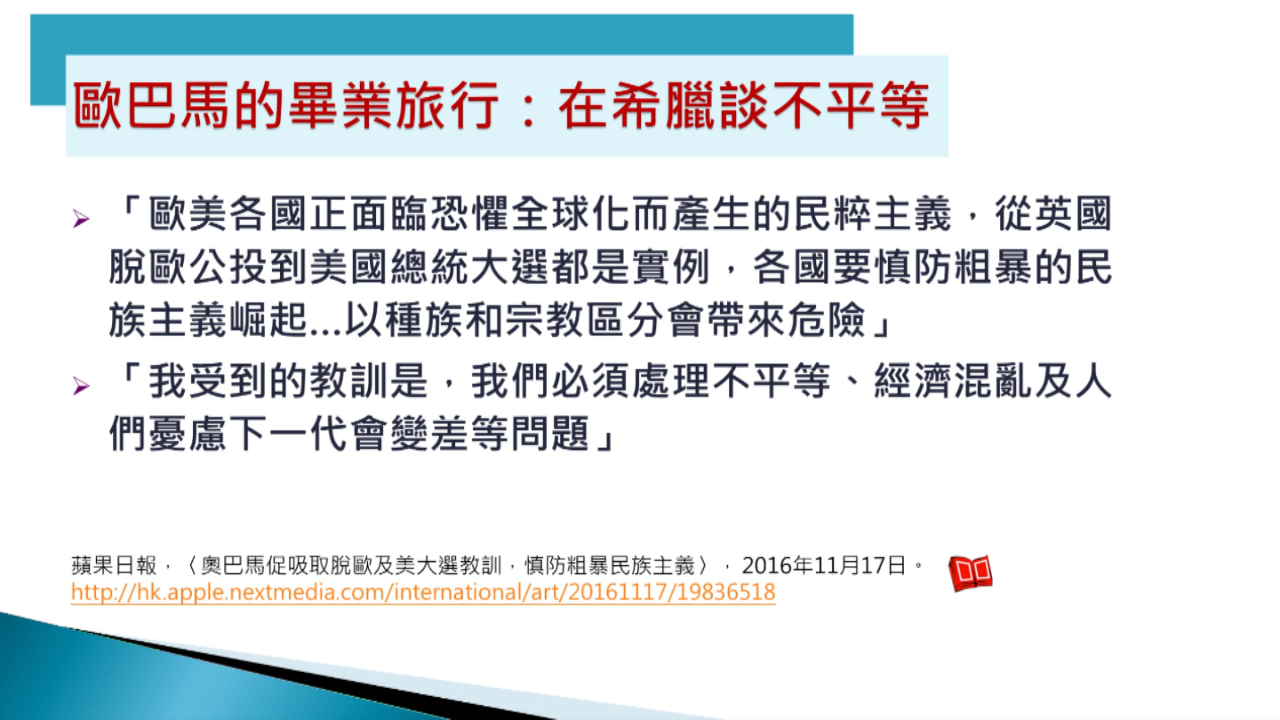 歐巴馬的畢業旅行：在希臘談不平等
「歐美各國正面臨恐懼全球化而產生的民粹主義，從英國
脫歐公投到美國總統大選都是實例，各國要慎防粗暴的民
族主義崛起…以種族和宗教區分會帶來危險」
「我受到的教訓是，我們必須處理不平等、經濟混亂及人
們憂慮下一代會變差等問題」
蘋果日報，〈奧巴馬促吸取脫歐及美大選教訓，慎防粗暴民族主義〉，2016年11月17日。
http://hk.apple.nextmedia.com/international/art/20161117/19836518